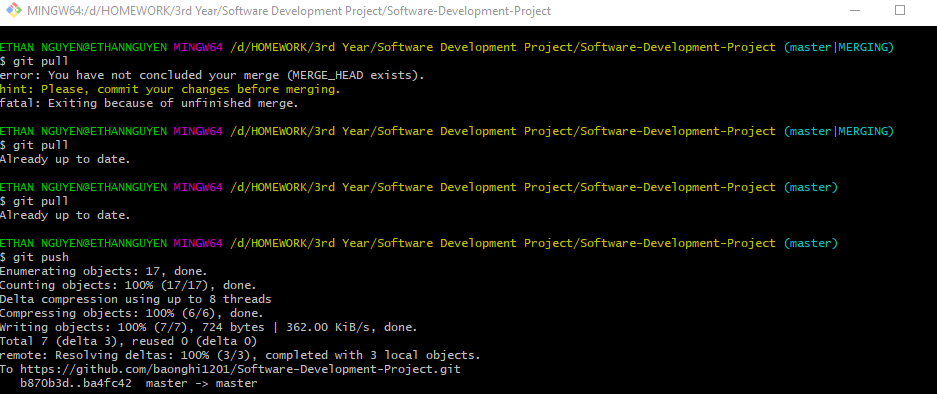 MINGW64:/d/HOMEWORK/3rd Year/Software Development Project/Software-Development-Project
ETHAN NGUYEN@ETHANNGUYEN MINGW64 /d/HOMEWORK/3rd Year/Software Development Project/Software-Development-Project (master|MERGING)
$ git pull
error: You have not concluded your merge (MERGE_HEAD exists).
hint: Please, commit your changes before merging.
fatal: Exiting because of unfinished merge.
ETHAN NGUYEN@ETHANNGUYEN MINGW64 /d/HOMEWORK/3rd Year/Software Development Project/Software-Development-Project (master|MERGING)
$ git pull
Already up to date.
ETHAN NGUYEN@ETHANNGUYEN MINGW64 /d/HOMEWORK/3rd Year/Software Development Project/Software-Development-Project (master)
$ git pull
Already up to date.
ETHAN NGUYEN@ETHANNGUYEN MINGW64 /d/HOMEWORK/3rd Year/Software Development Project/Software-Development-Project (master)
$ git push
Enumerating objects: 17, done.
Counting objects: 100% (17/17), done.
Delta compression using up to 8 threads
Compressing objects: 100% (6/6), done.
Writing objects: 100% (7/7), 724 bytes | 362.00 KiB/s, done.
Total 7 (delta 3), reused 0 (delta 0)
remote: Resolving deltas: 100% (3/3), completed with 3 local objects.
To https://github.com/baonghi1201/Software-Development-Project.git
b870b3d..ba4fc42  master -> master